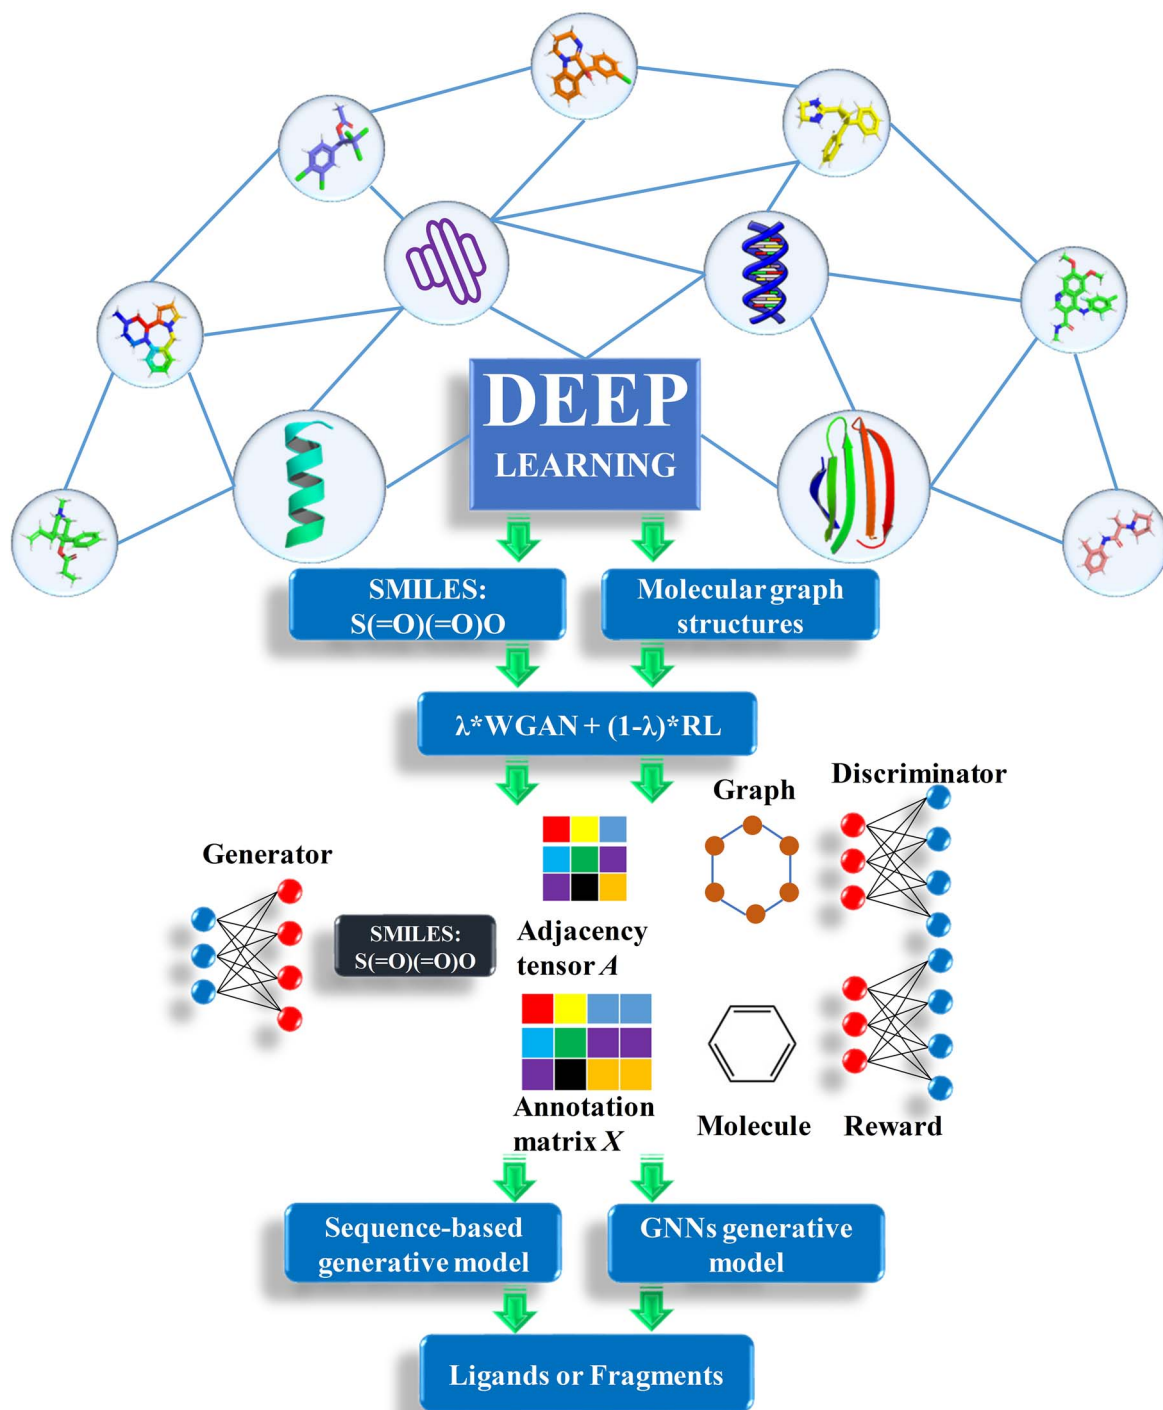 DEEP
LEARNING
SMILES:
S(=O)(=O)O
Molecular graph
structures
λ*WGAN + (1-λ)*RL
Generator
SMILES:
S(=O)(=O)O
Adjacency
tensor A
Graph
Discriminator
Annotation
matrix X
Molecule
Reward
Sequence-based
generative model
GNNs generative
model
Ligands or Fragments